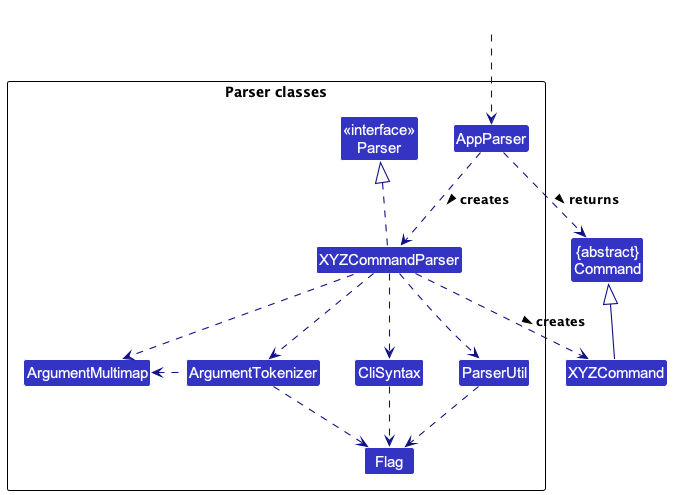 Parser classes
«interface»
Parser
AppParser
creates
returns
XYZCommandParser
{abstract}
Command
creates
ArgumentMultimap
ArgumentTokenizer
CliSyntax
ParserUtil
XYZCommand
Flag